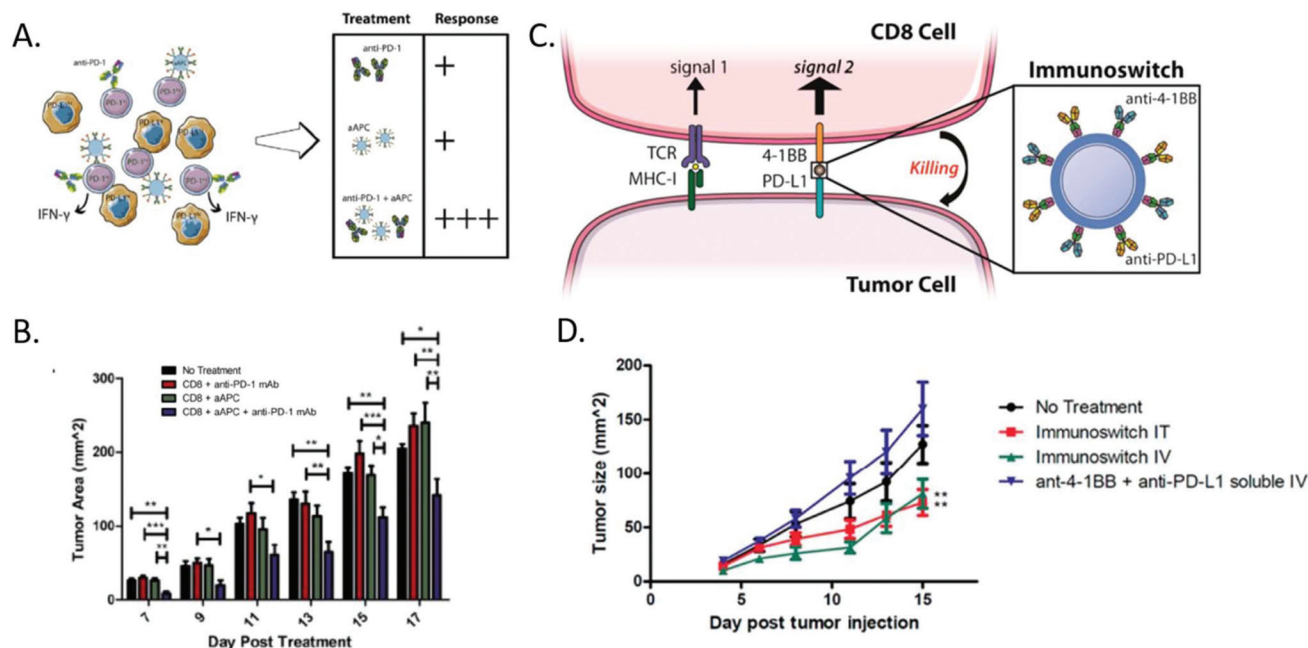 A.
anti-PD-1
aAPC
PD-1ʰⁱ
PD-L1ʰⁱ
IFN-γ
IFN-γ
Treatment Response
anti-PD-1
+
aAPC
+
anti-PD-1 + aAPC
+++
C.
CD8 Cell
signal 1 signal 2
TCR 4-1BB
MHC-I PD-L1
Killing
Tumor Cell
Immunoswitch
anti-4-1BB
anti-PD-L1
B.
No Treatment
CD8 + anti-PD-1 mAb
CD8 + aAPC
CD8 + aAPC + anti-PD-1 mAb
Tumor Area (mm^2)
300
200
100
0
** *** **
*
*
** **
** *** *
* ** **
7 9 11 13 15 17
Day Post Treatment
D.
Tumor size (mm^2)
200
150
100
50
0
0 5 10 15
Day post tumor injection
**
**
No Treatment
Immunoswitch IT
Immunoswitch IV
ant-4-1BB + anti-PD-L1 soluble IV